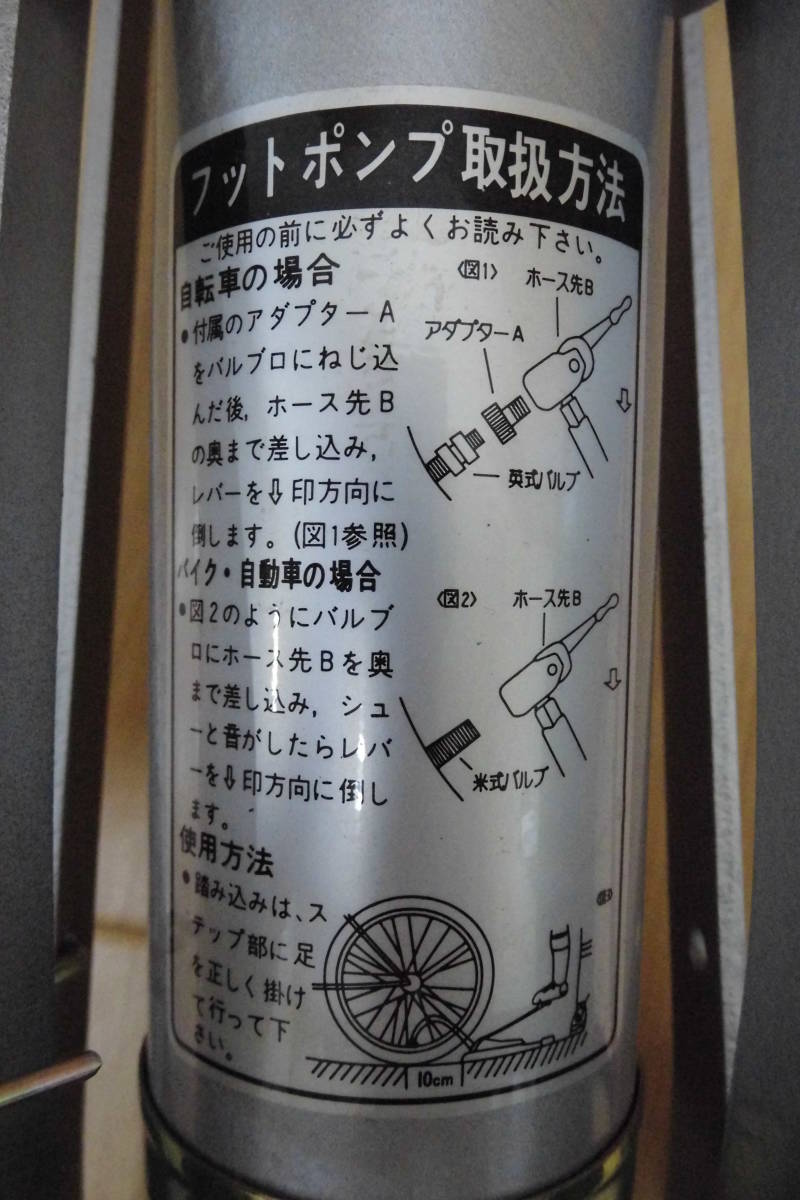 フットポンプ取扱方法
ご使用の前に必ずよくお読み下さい。
自転車の場合
●付属のアダプターA
をバルブ口にねじ込
んだ後，ホース先B
の奥まで差し込み，
レバーを⇩印方向に
倒します。(図1参照)
〈図1〉
ホース先B
アダプターA
英式バルブ
バイク・自動車の場合
●図2のようにバルブ
口にホース先Bを奥
まで差し込み，シュ
ーと音がしたらレバ
ーを⇩印方向に倒し
ます。
〈図2〉
ホース先B
米式バルブ
使用方法
●踏み込みは、ス
テップ部に足
を正しく掛け
て行って下
さい。
10cm